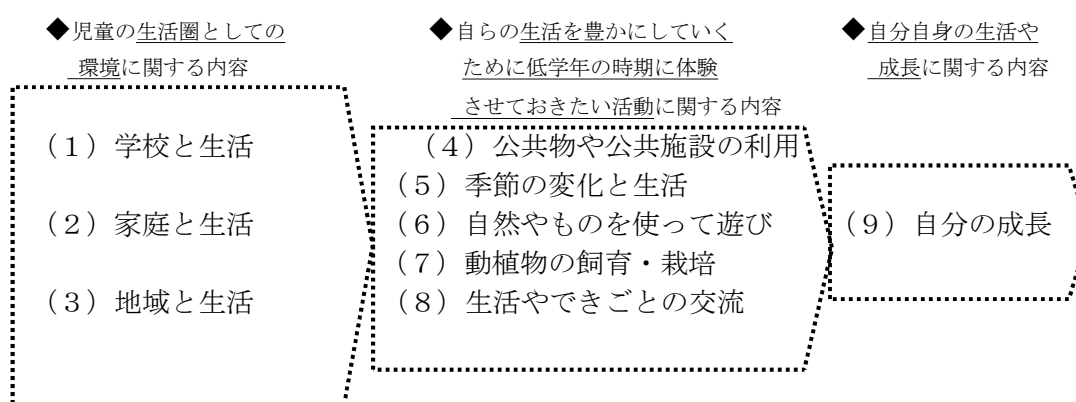 ◆児童の生活圏としての
環境に関する内容
（１）学校と生活
（２）家庭と生活
（３）地域と生活
◆自らの生活を豊かにしていく
ために低学年の時期に体験
させておきたい活動に関する内容
（４）公共物や公共施設の利用
（５）季節の変化と生活
（６）自然やものを使って遊び
（７）動植物の飼育・栽培
（８）生活やできごとの交流
◆自分自身の生活や
成長に関する内容
（９）自分の成長